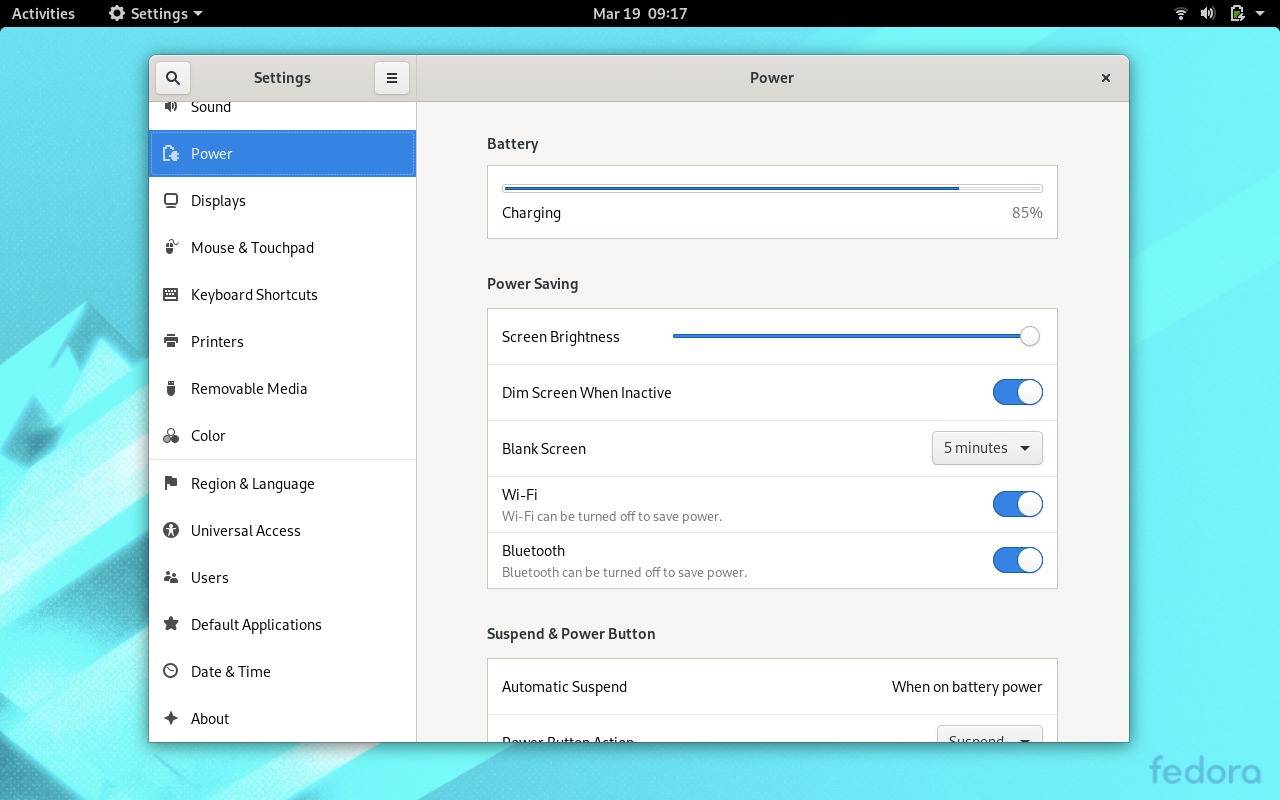 Activities Settings Mar 19 09:17
Settings Power
Sound
Power
Displays
Mouse & Touchpad
Keyboard Shortcuts
Printers
Removable Media
Color
Region & Language
Universal Access
Users
Default Applications
Date & Time
About
Battery
Charging 85%
Power Saving
Screen Brightness
Dim Screen When Inactive
Blank Screen 5 minutes
Wi-Fi
Wi-Fi can be turned off to save power.
Bluetooth
Bluetooth can be turned off to save power.
Suspend & Power Button
Automatic Suspend When on battery power
Power Button Action Suspend
fedora